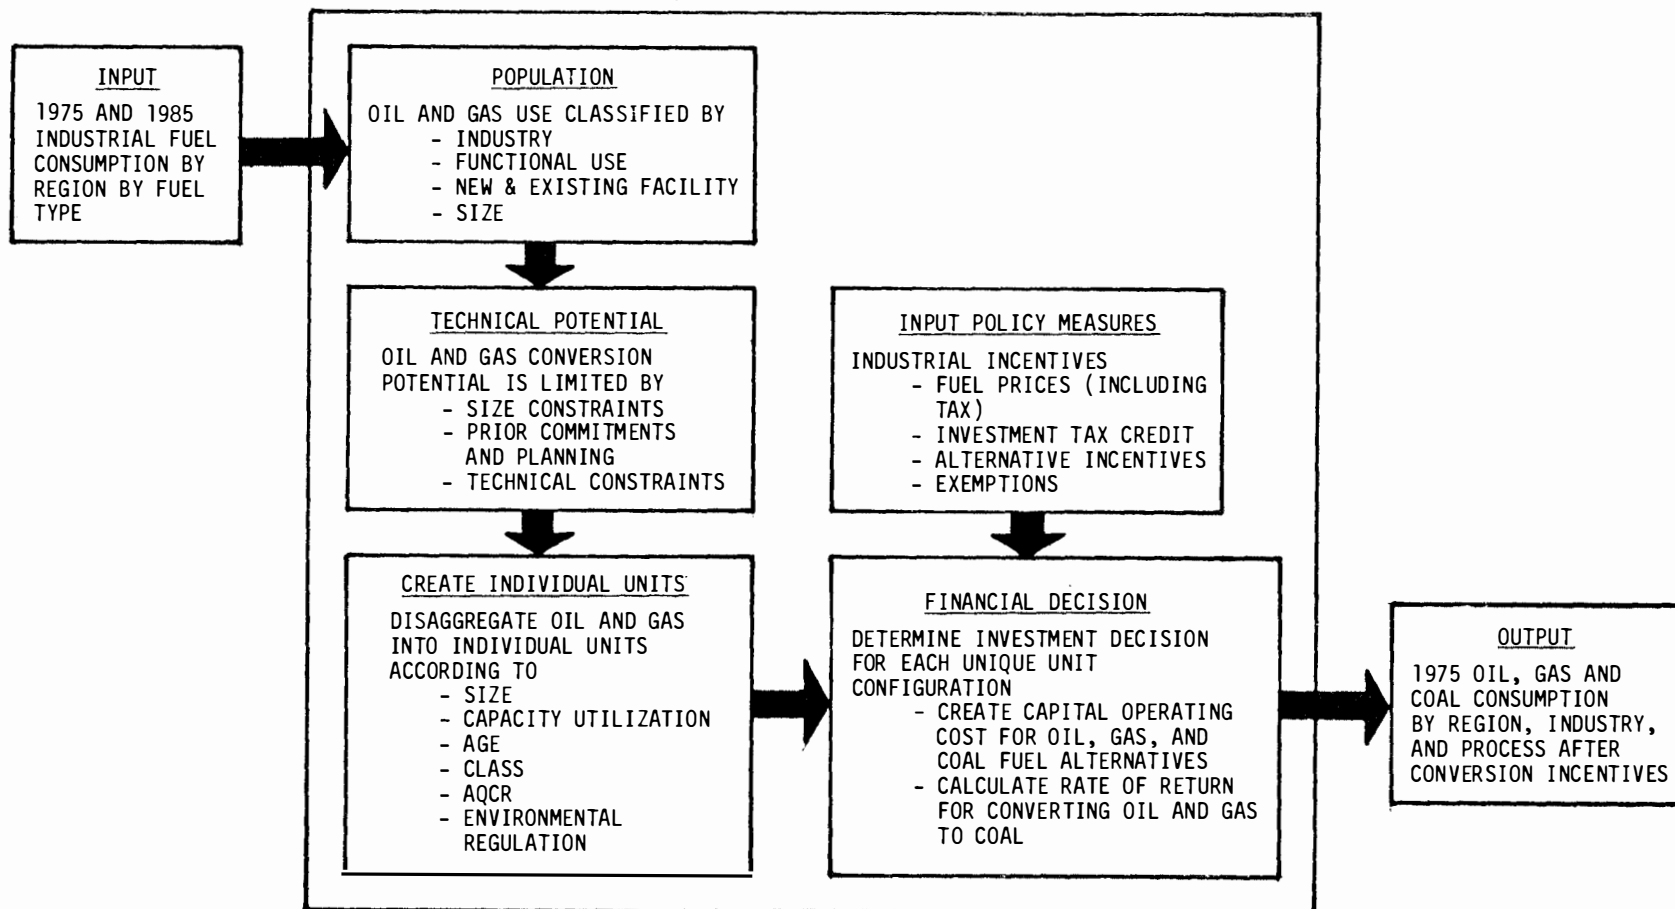 INPUT
1975 AND 1985
INDUSTRIAL FUEL
CONSUMPTION BY
REGION BY FUEL
TYPE
POPULATION
OIL AND GAS USE CLASSIFIED BY
- INDUSTRY
- FUNCTIONAL USE
- NEW & EXISTING FACILITY
- SIZE
TECHNICAL POTENTIAL
OIL AND GAS CONVERSION
POTENTIAL IS LIMITED BY
- SIZE CONSTRAINTS
- PRIOR COMMITMENTS
AND PLANNING
- TECHNICAL CONSTRAINTS
INPUT POLICY MEASURES
INDUSTRIAL INCENTIVES
- FUEL PRICES (INCLUDING
TAX)
- INVESTMENT TAX CREDIT
- ALTERNATIVE INCENTIVES
- EXEMPTIONS
CREATE INDIVIDUAL UNITS
DISAGGREGATE OIL AND GAS
INTO INDIVIDUAL UNITS
ACCORDING TO
- SIZE
- CAPACITY UTILIZATION
- AGE
- CLASS
- AQCR
- ENVIRONMENTAL
REGULATION
FINANCIAL DECISION
DETERMINE INVESTMENT DECISION
FOR EACH UNIQUE UNIT
CONFIGURATION
- CREATE CAPITAL OPERATING
COST FOR OIL, GAS, AND
COAL FUEL ALTERNATIVES
- CALCULATE RATE OF RETURN
FOR CONVERTING OIL AND GAS
TO COAL
OUTPUT
1975 OIL, GAS AND
COAL CONSUMPTION
BY REGION, INDUSTRY,
AND PROCESS AFTER
CONVERSION INCENTIVES